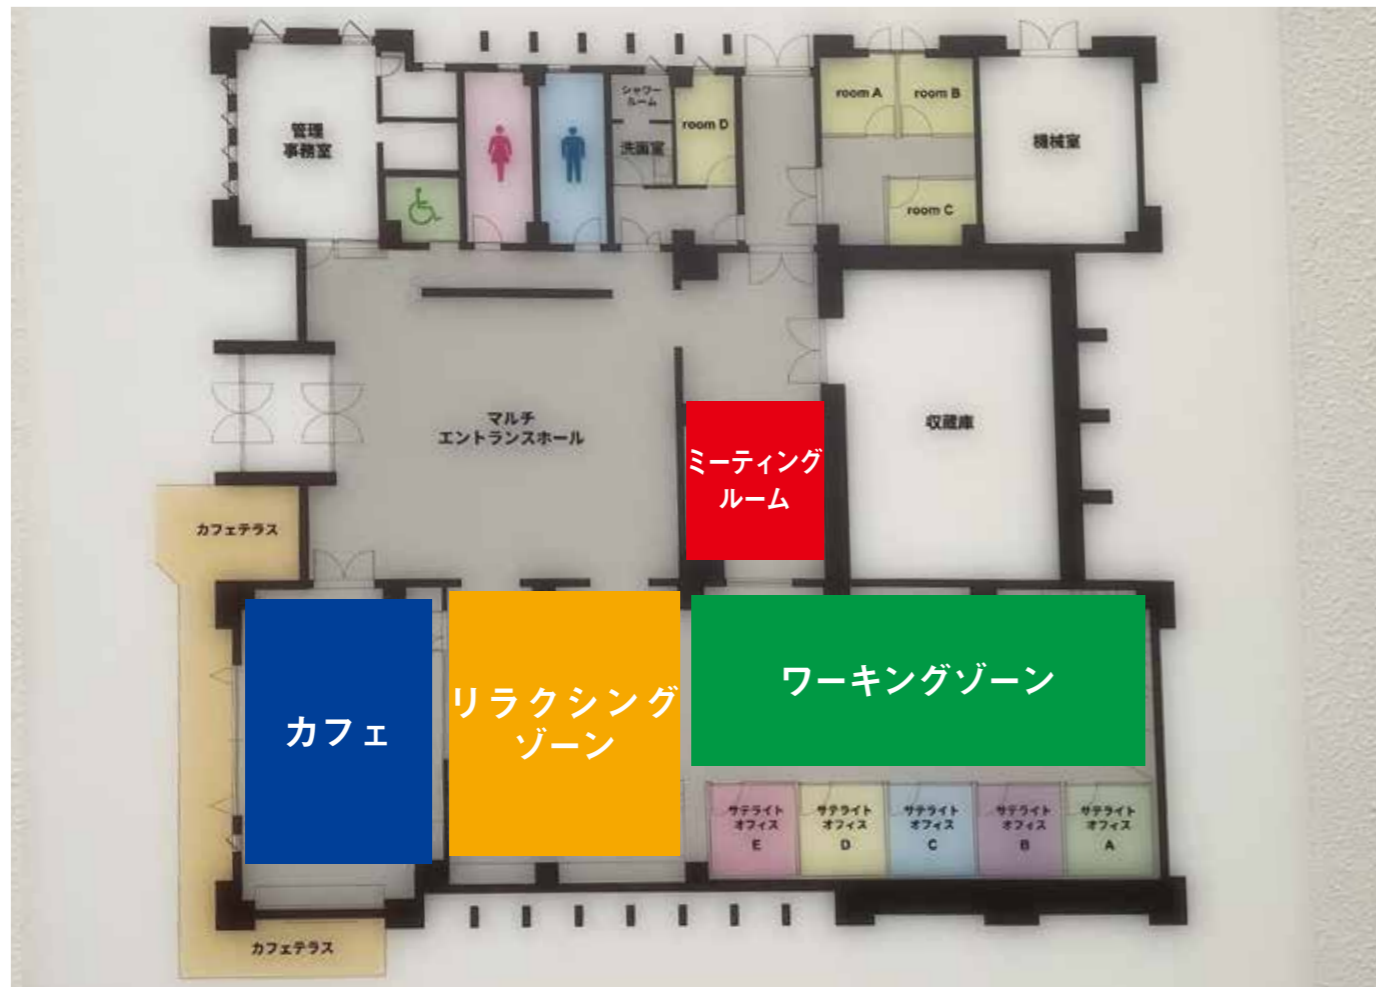 シャワー
ルーム
room A
room B
room D
管理
事務室
洗面室
機械室
room C
マルチ
エントランスホール
収蔵庫
ミーティング
ルーム
カフェテラス
カフェ
リラクシング
ゾーン
ワーキングゾーン
サテライト
オフィス
E
サテライト
オフィス
D
サテライト
オフィス
C
サテライト
オフィス
B
サテライト
オフィス
A
カフェテラス